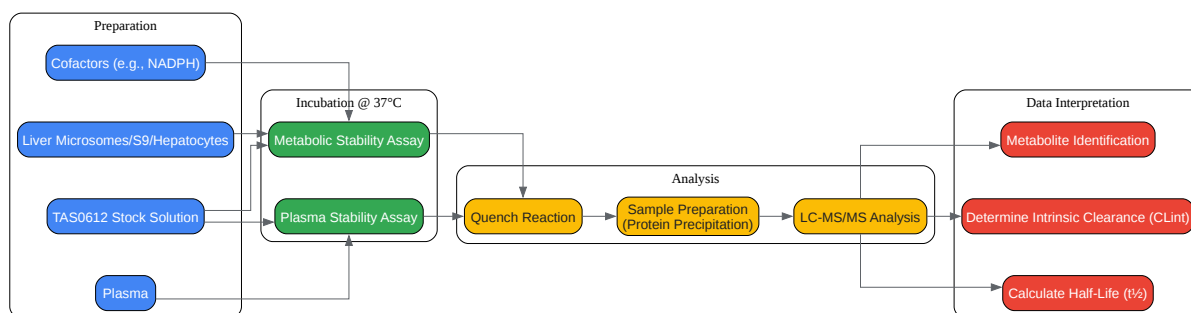 Preparation
Cofactors (e.g., NADPH)
Liver Microsomes/S9/Hepatocytes
TAS0612 Stock Solution
Plasma
Incubation @ 37°C
Metabolic Stability Assay
Plasma Stability Assay
Analysis
Quench Reaction
Sample Preparation
(Protein Precipitation)
LC-MS/MS Analysis
Data Interpretation
Metabolite Identification
Determine Intrinsic Clearance (CLint)
Calculate Half-Life (t½)